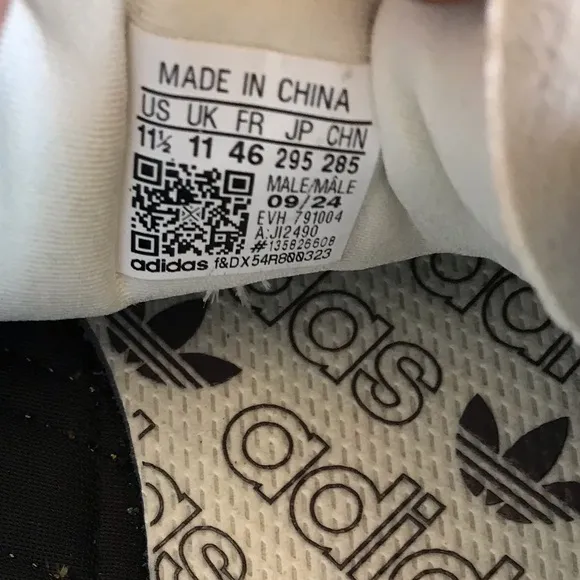 MADE IN CHINA
US UK FR JP CHN
11½ 11 46 295 285
MALE/MÂLE
09/24
EVH 791004
A:JI2490
#135826608
adidas f&DX54R800323
adidas
adidas